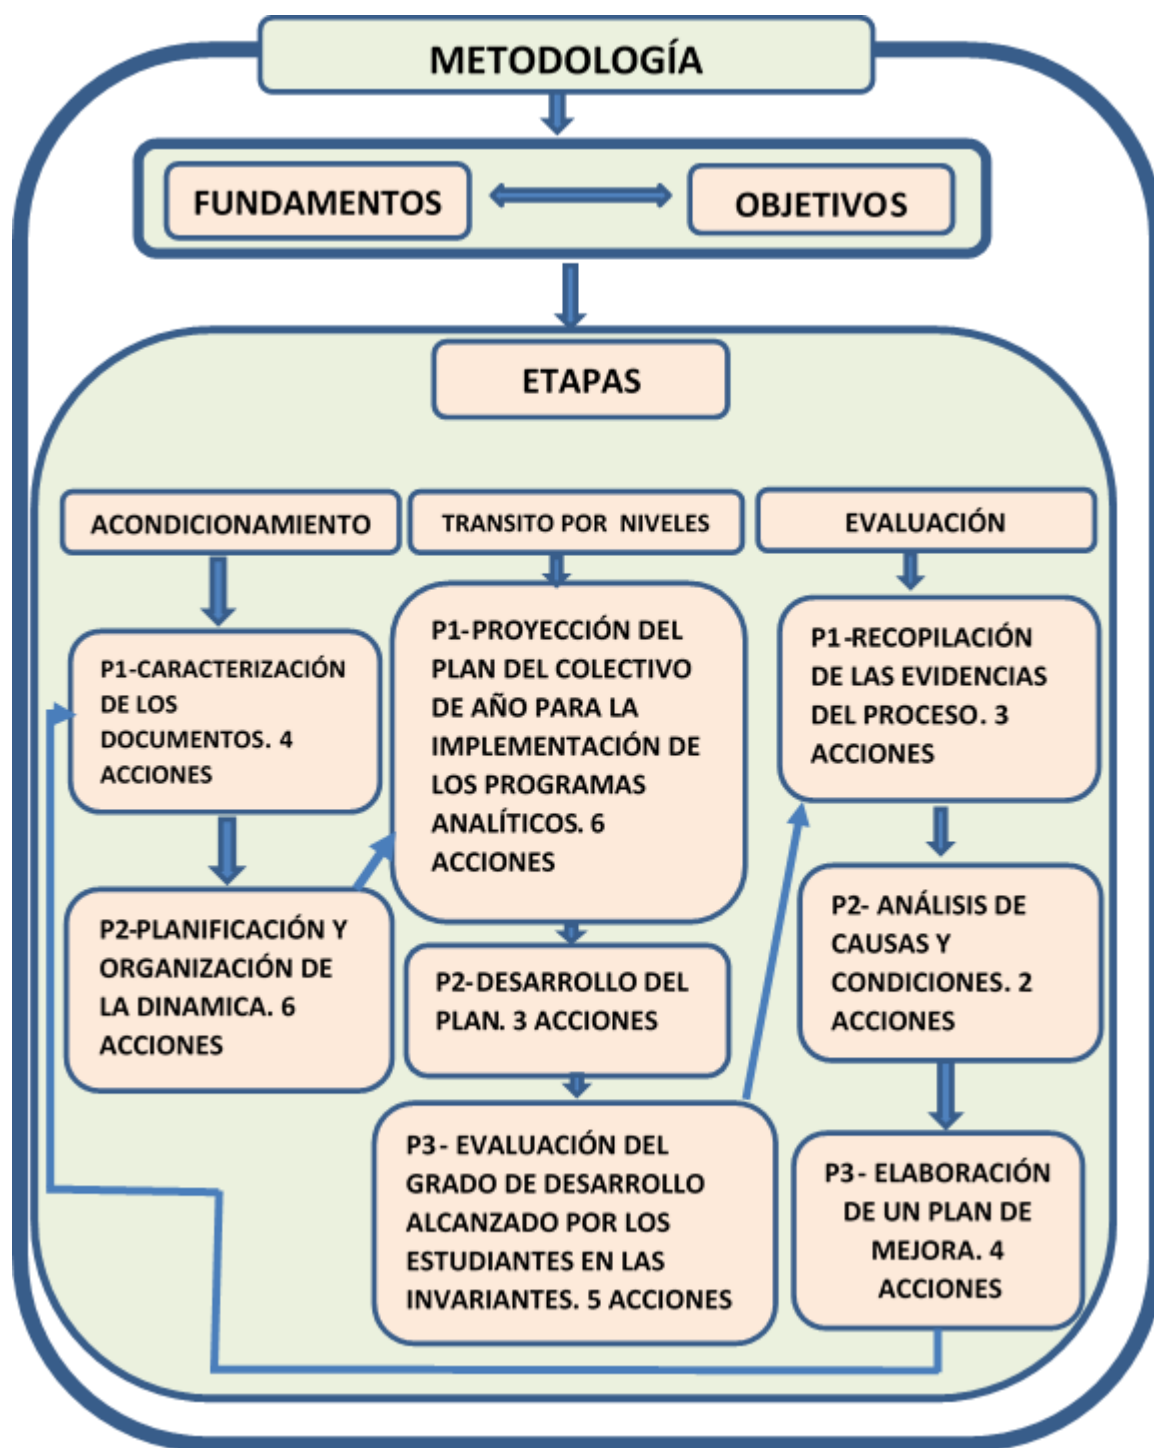 METODOLOGÍA
FUNDAMENTOS
OBJETIVOS
ETAPAS
ACONDICIONAMIENTO
P1-CARACTERIZACIÓN
DE LOS
DOCUMENTOS. 4
ACCIONES
P2-PLANIFICACIÓN Y
ORGANIZACIÓN DE
LA DINAMICA. 6
ACCIONES
TRANSITO POR NIVELES
P1-PROYECCIÓN DEL
PLAN DEL COLECTIVO
DE AÑO PARA LA
IMPLEMENTACIÓN DE
LOS PROGRAMAS
ANALÍTICOS. 6
ACCIONES
P2-DESARROLLO DEL
PLAN. 3 ACCIONES
P3- EVALUACIÓN DEL
GRADO DE DESARROLLO
ALCANZADO POR LOS
ESTUDIANTES EN LAS
INVARIANTES. 5 ACCIONES
EVALUACIÓN
P1-RECOPILACIÓN
DE LAS EVIDENCIAS
DEL PROCESO. 3
ACCIONES
P2- ANÁLISIS DE
CAUSAS Y
CONDICIONES. 2
ACCIONES
P3- ELABORACIÓN
DE UN PLAN DE
MEJORA. 4
ACCIONES